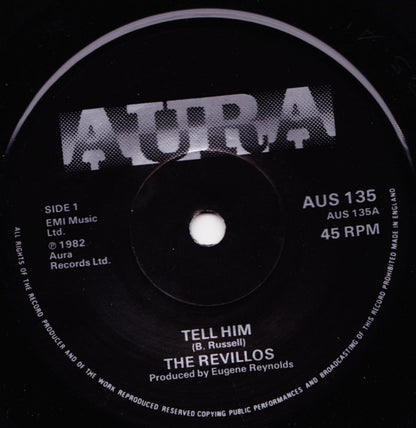 AURA
SIDE 1
EMI Music
Ltd.
℗ 1982
Aura
Records Ltd.
AUS 135
AUS 135A
45 RPM
TELL HIM
(B. Russell)
THE REVILLOS
Produced by Eugene Reynolds
ALL RIGHTS OF THE RECORD PRODUCER AND OF THE WORK REPRODUCED RESERVED COPYING PUBLIC PERFORMANCES AND BROADCASTING OF THIS RECORD PROHIBITED MADE IN ENGLAND